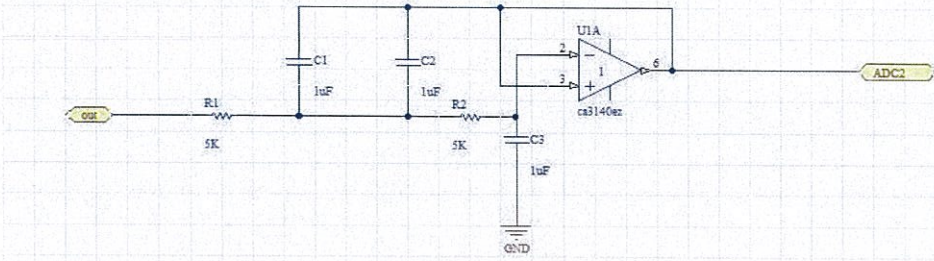 U1A
2
C1
C2
6
1
3
ADC2
1uF
1uF
ca3140ez
R1
R2
out
C3
5K
5K
1uF
GND